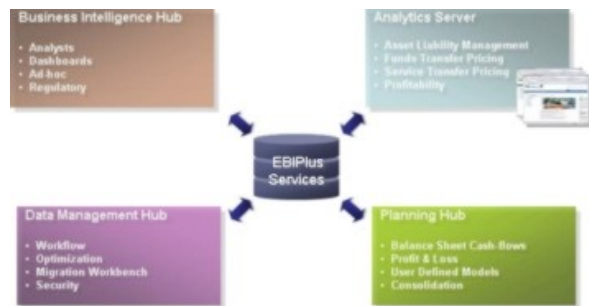 Business Intelligence Hub
• Analysts
• Dashboards
• Ad-hoc
• Regulatory
Analytics Server
• Asset Liability Management
• Funds Transfer Pricing
• Service Transfer Pricing
• Profitability
EBIPlus
Services
Data Management Hub
• Workflow
• Optimization
• Migration Workbench
• Security
Planning Hub
• Balance Sheet Cash-flows
• Profit & Loss
• User Defined Models
• Consolidation